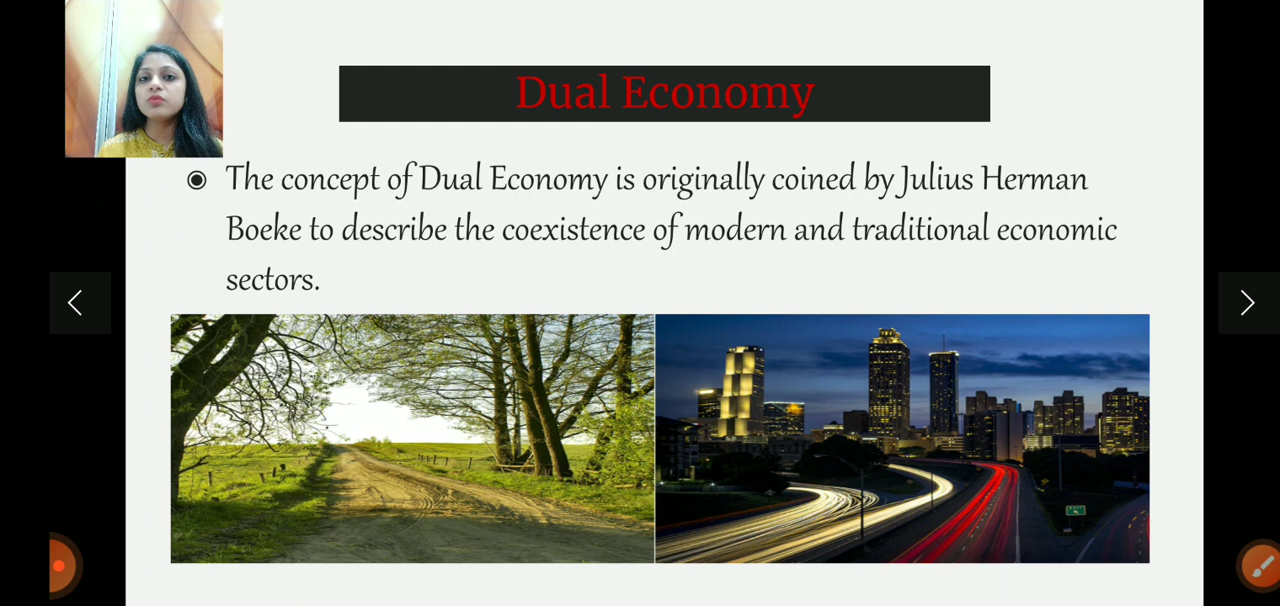 Dual Economy
The concept of Dual Economy is originally coined by Julius Herman
Boeke to describe the coexistence of modern and traditional economic
sectors.